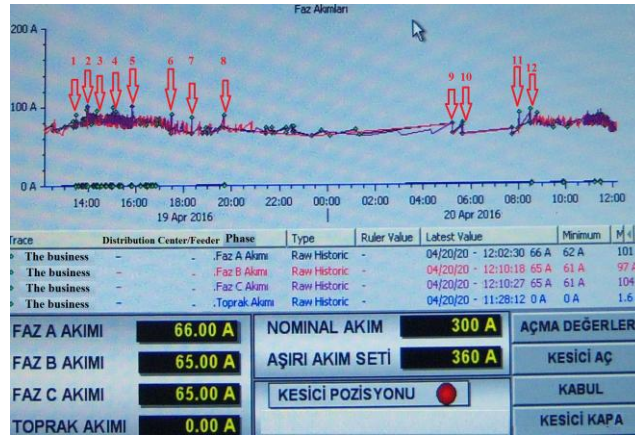 Faz Akımları
200 A
1 2 3 4 5 6 7 8 9 10 11 12
100 A
0 A
14:00 16:00 18:00 20:00 22:00 00:00 02:00 04:00 06:00 08:00 10:00 12:00
19 Apr 2016 20 Apr 2016
Trace Distribution Center/Feeder Phase Type Ruler Value Latest Value Minimum M
The business - - .Faz A Akımı Raw Historic - 04/20/20 - 12:02:30 66 A 62 A 101
The business - - .Faz B Akımı Raw Historic - 04/20/20 - 12:10:18 65 A 61 A 97 A
The business - - .Faz C Akımı Raw Historic - 04/20/20 - 12:10:27 65 A 61 A 104
The business - - .Toprak Akımı Raw Historic - 04/20/20 - 11:28:12 0 A 0 A 1.6
FAZ A AKIMI 66.00 A NOMINAL AKIM 300 A AÇMA DEĞERLER
FAZ B AKIMI 65.00 A AŞIRI AKIM SETİ 360 A KESİCİ AÇ
FAZ C AKIMI 65.00 A KESİCİ POZİSYONU KABUL
TOPRAK AKIMI 0.00 A KESİCİ KAPA